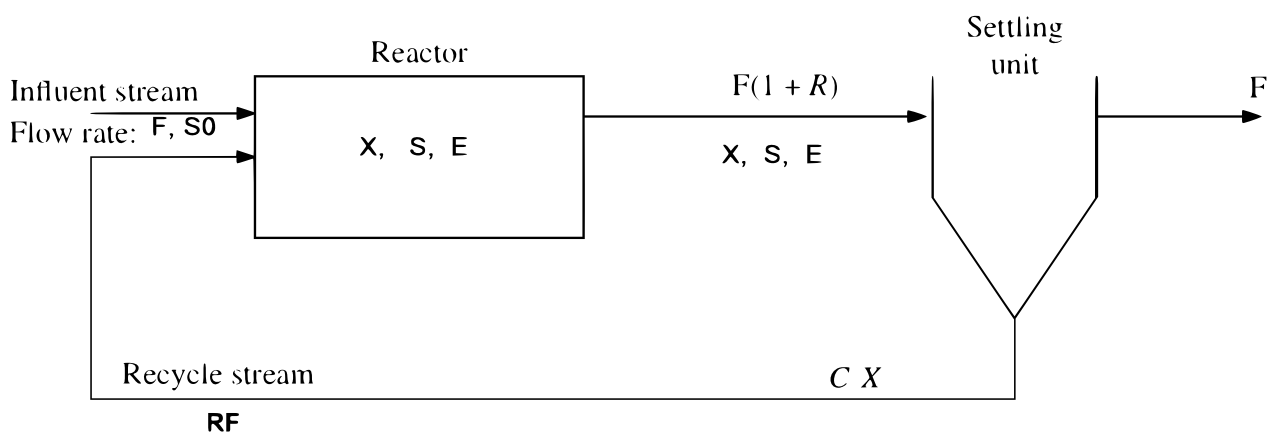 Settling
unit
Reactor
Influent stream
F(1 + R)
F
Flow rate: F, S0
X, S, E
X, S, E
Recycle stream
C X
RF